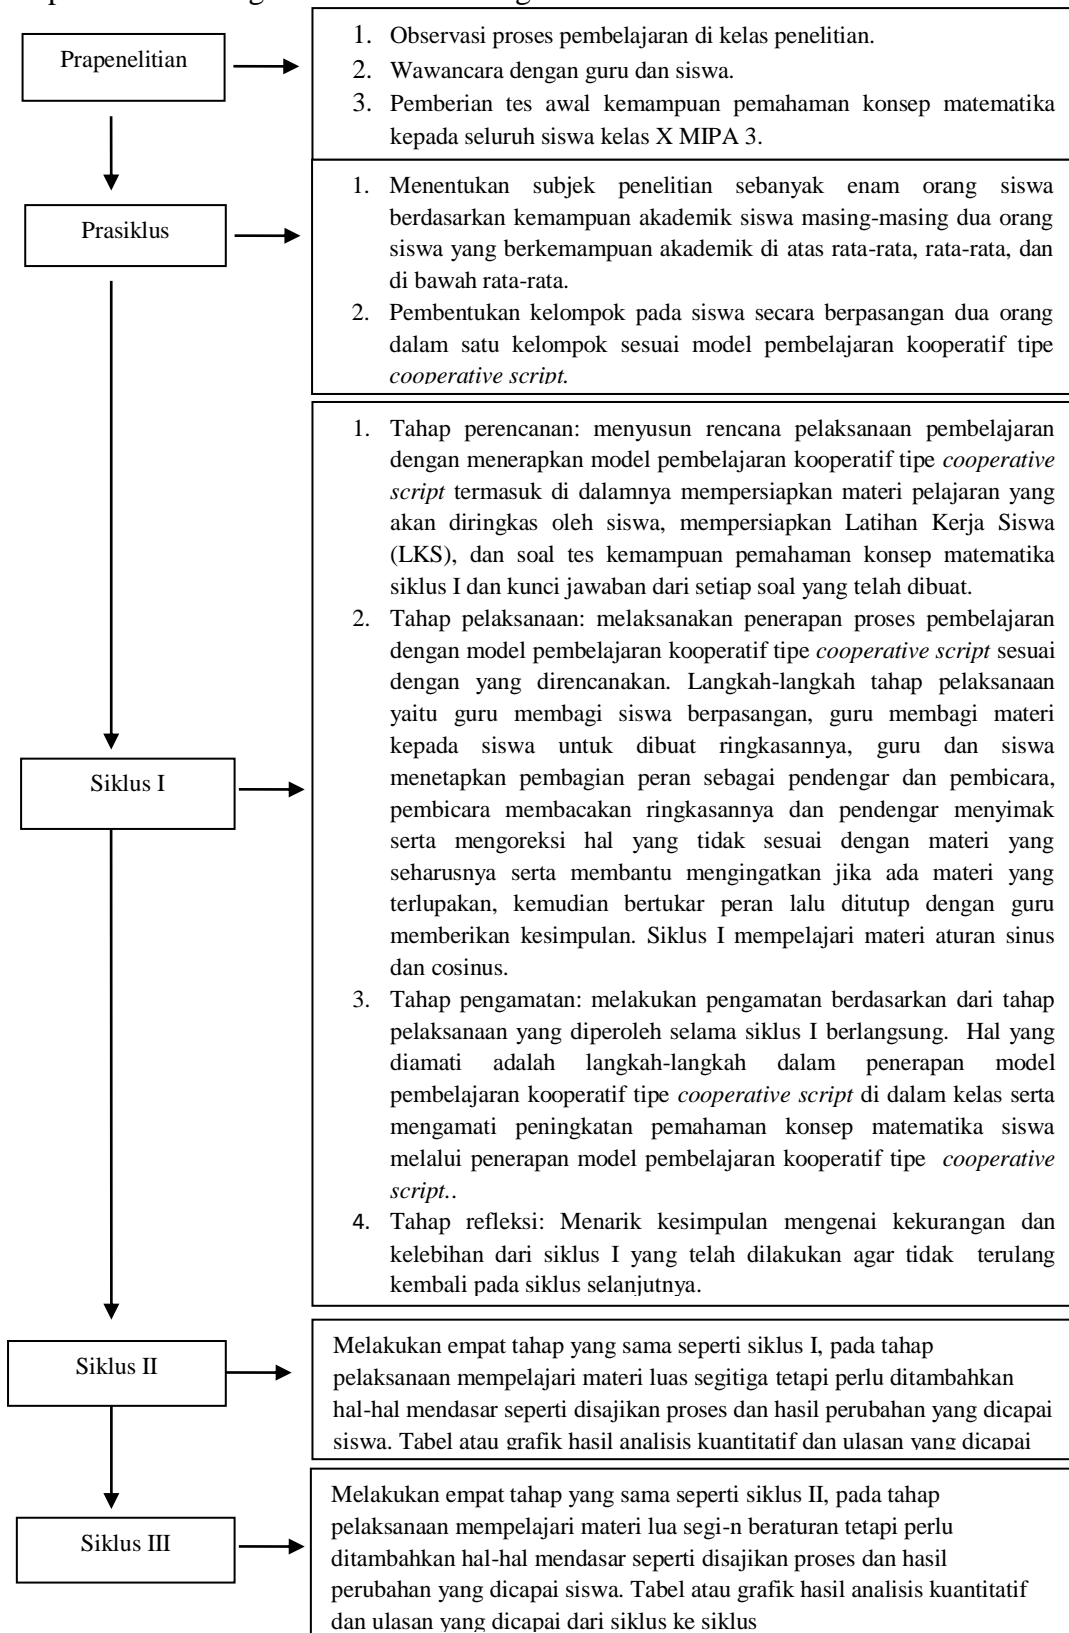 Prapenelitian
1. Observasi proses pembelajaran di kelas penelitian.
2. Wawancara dengan guru dan siswa.
3. Pemberian tes awal kemampuan pemahaman konsep matematika
kepada seluruh siswa kelas X MIPA 3.
Prasiklus
1. Menentukan subjek penelitian sebanyak enam orang siswa
berdasarkan kemampuan akademik siswa masing-masing dua orang
siswa yang berkemampuan akademik di atas rata-rata, rata-rata, dan
di bawah rata-rata.
2. Pembentukan kelompok pada siswa secara berpasangan dua orang
dalam satu kelompok sesuai model pembelajaran kooperatif tipe
cooperative script.
Siklus I
1. Tahap perencanan: menyusun rencana pelaksanaan pembelajaran
dengan menerapkan model pembelajaran kooperatif tipe cooperative
script termasuk di dalamnya mempersiapkan materi pelajaran yang
akan diringkas oleh siswa, mempersiapkan Latihan Kerja Siswa
(LKS), dan soal tes kemampuan pemahaman konsep matematika
siklus I dan kunci jawaban dari setiap soal yang telah dibuat.
2. Tahap pelaksanaan: melaksanakan penerapan proses pembelajaran
dengan model pembelajaran kooperatif tipe cooperative script sesuai
dengan yang direncanakan. Langkah-langkah tahap pelaksanaan
yaitu guru membagi siswa berpasangan, guru membagi materi
kepada siswa untuk dibuat ringkasannya, guru dan siswa
menetapkan pembagian peran sebagai pendengar dan pembicara,
pembicara membacakan ringkasannya dan pendengar menyimak
serta mengoreksi hal yang tidak sesuai dengan materi yang
seharusnya serta membantu mengingatkan jika ada materi yang
terlupakan, kemudian bertukar peran lalu ditutup dengan guru
memberikan kesimpulan. Siklus I mempelajari materi aturan sinus
dan cosinus.
3. Tahap pengamatan: melakukan pengamatan berdasarkan dari tahap
pelaksanaan yang diperoleh selama siklus I berlangsung. Hal yang
diamati adalah langkah-langkah dalam penerapan model
pembelajaran kooperatif tipe cooperative script di dalam kelas serta
mengamati peningkatan pemahaman konsep matematika siswa
melalui penerapan model pembelajaran kooperatif tipe cooperative
script..
4. Tahap refleksi: Menarik kesimpulan mengenai kekurangan dan
kelebihan dari siklus I yang telah dilakukan agar tidak terulang
kembali pada siklus selanjutnya.
Siklus II
Melakukan empat tahap yang sama seperti siklus I, pada tahap
pelaksanaan mempelajari materi luas segitiga tetapi perlu ditambahkan
hal-hal mendasar seperti disajikan proses dan hasil perubahan yang dicapai
siswa. Tabel atau grafik hasil analisis kuantitatif dan ulasan yang dicapai
Siklus III
Melakukan empat tahap yang sama seperti siklus II, pada tahap
pelaksanaan mempelajari materi lua segi-n beraturan tetapi perlu
ditambahkan hal-hal mendasar seperti disajikan proses dan hasil
perubahan yang dicapai siswa. Tabel atau grafik hasil analisis kuantitatif
dan ulasan yang dicapai dari siklus ke siklus